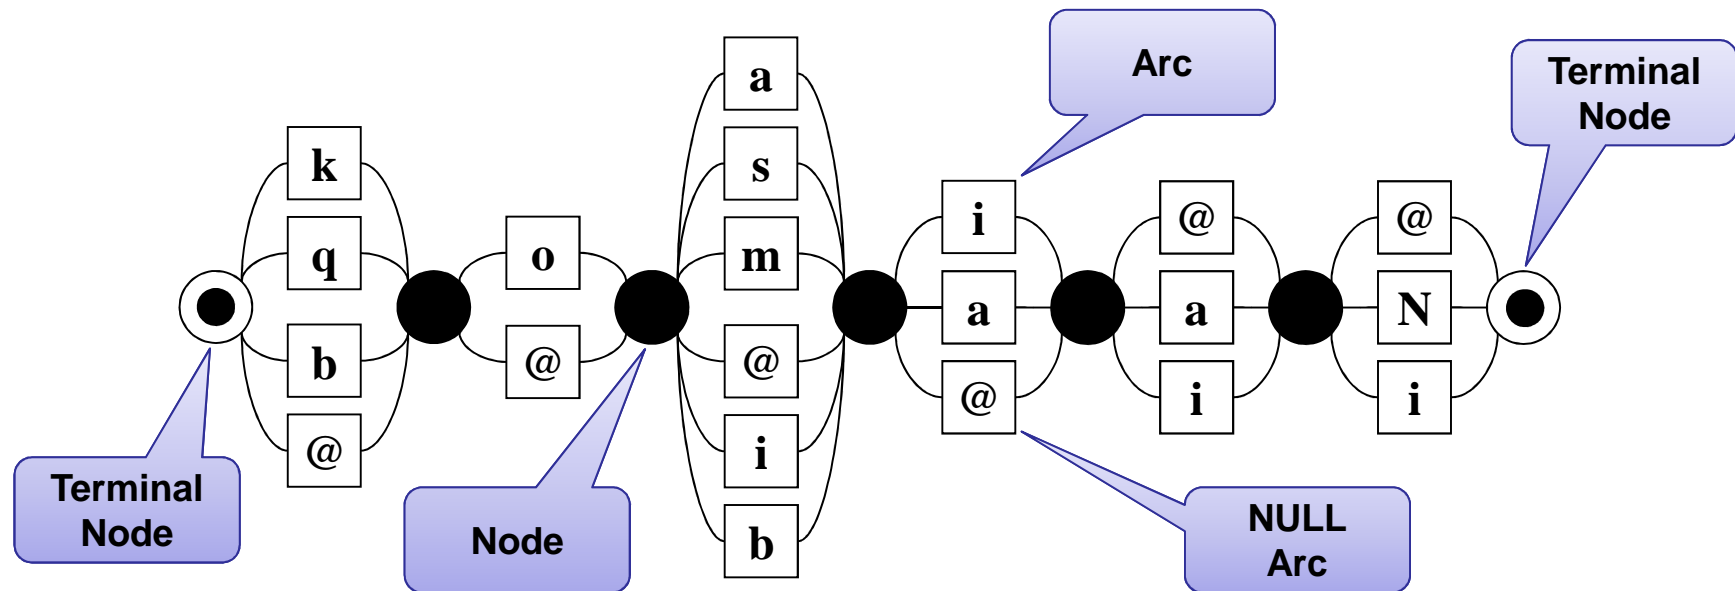 k
q
b
@
o
@
a
s
m
@
i
b
i
a
@
@
a
i
@
N
i
Arc
Terminal
Node
Terminal
Node
Node
NULL
Arc